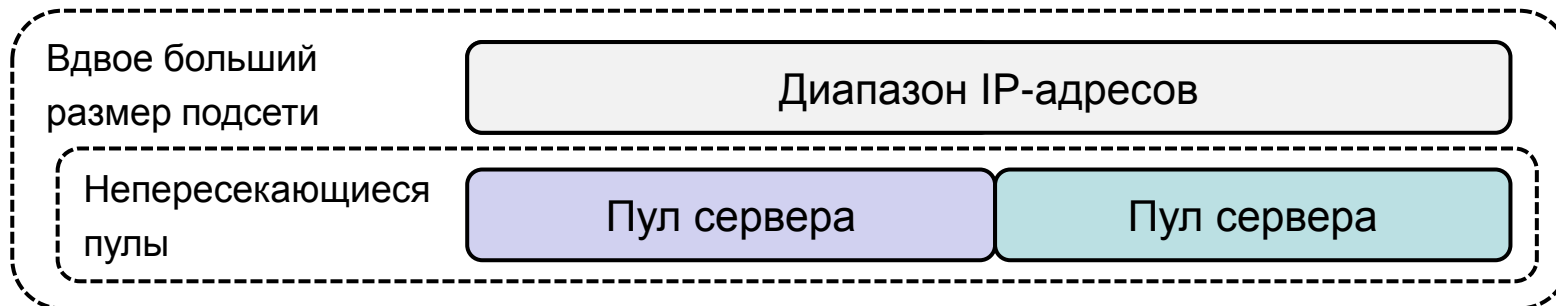 Вдвое больший
размер подсети
Диапазон IP-адресов
Непересекающиеся
пулы
Пул сервера
Пул сервера